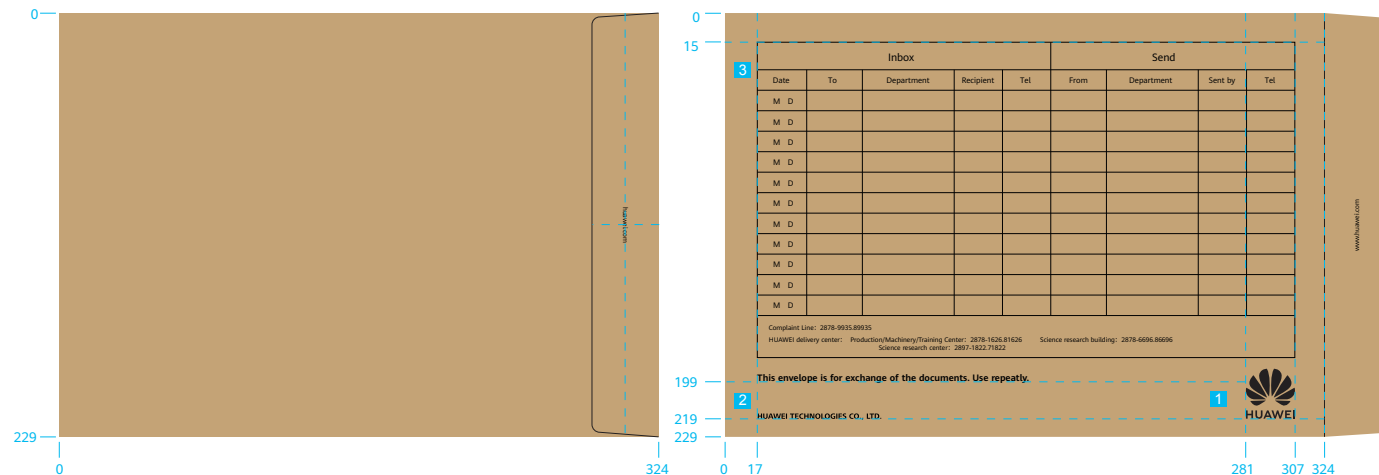 0
229
0
324
huawei.com
0
15
199
219
229
0
17
281
307
324
3
2
1
Inbox Send
Date To Department Recipient Tel From Department Sent by Tel
M D
M D
M D
M D
M D
M D
M D
M D
M D
M D
M D
Complaint Line: 2878-9935.89935
HUAWEI delivery center: Production/Machinery/Training Center: 2878-1626.81626 Science research building: 2878-6696.86696
Science research center: 2897-1822.71822
This envelope is for exchange of the documents. Use repeatly.
HUAWEI TECHNOLOGIES CO., LTD.
HUAWEI
www.huawei.com